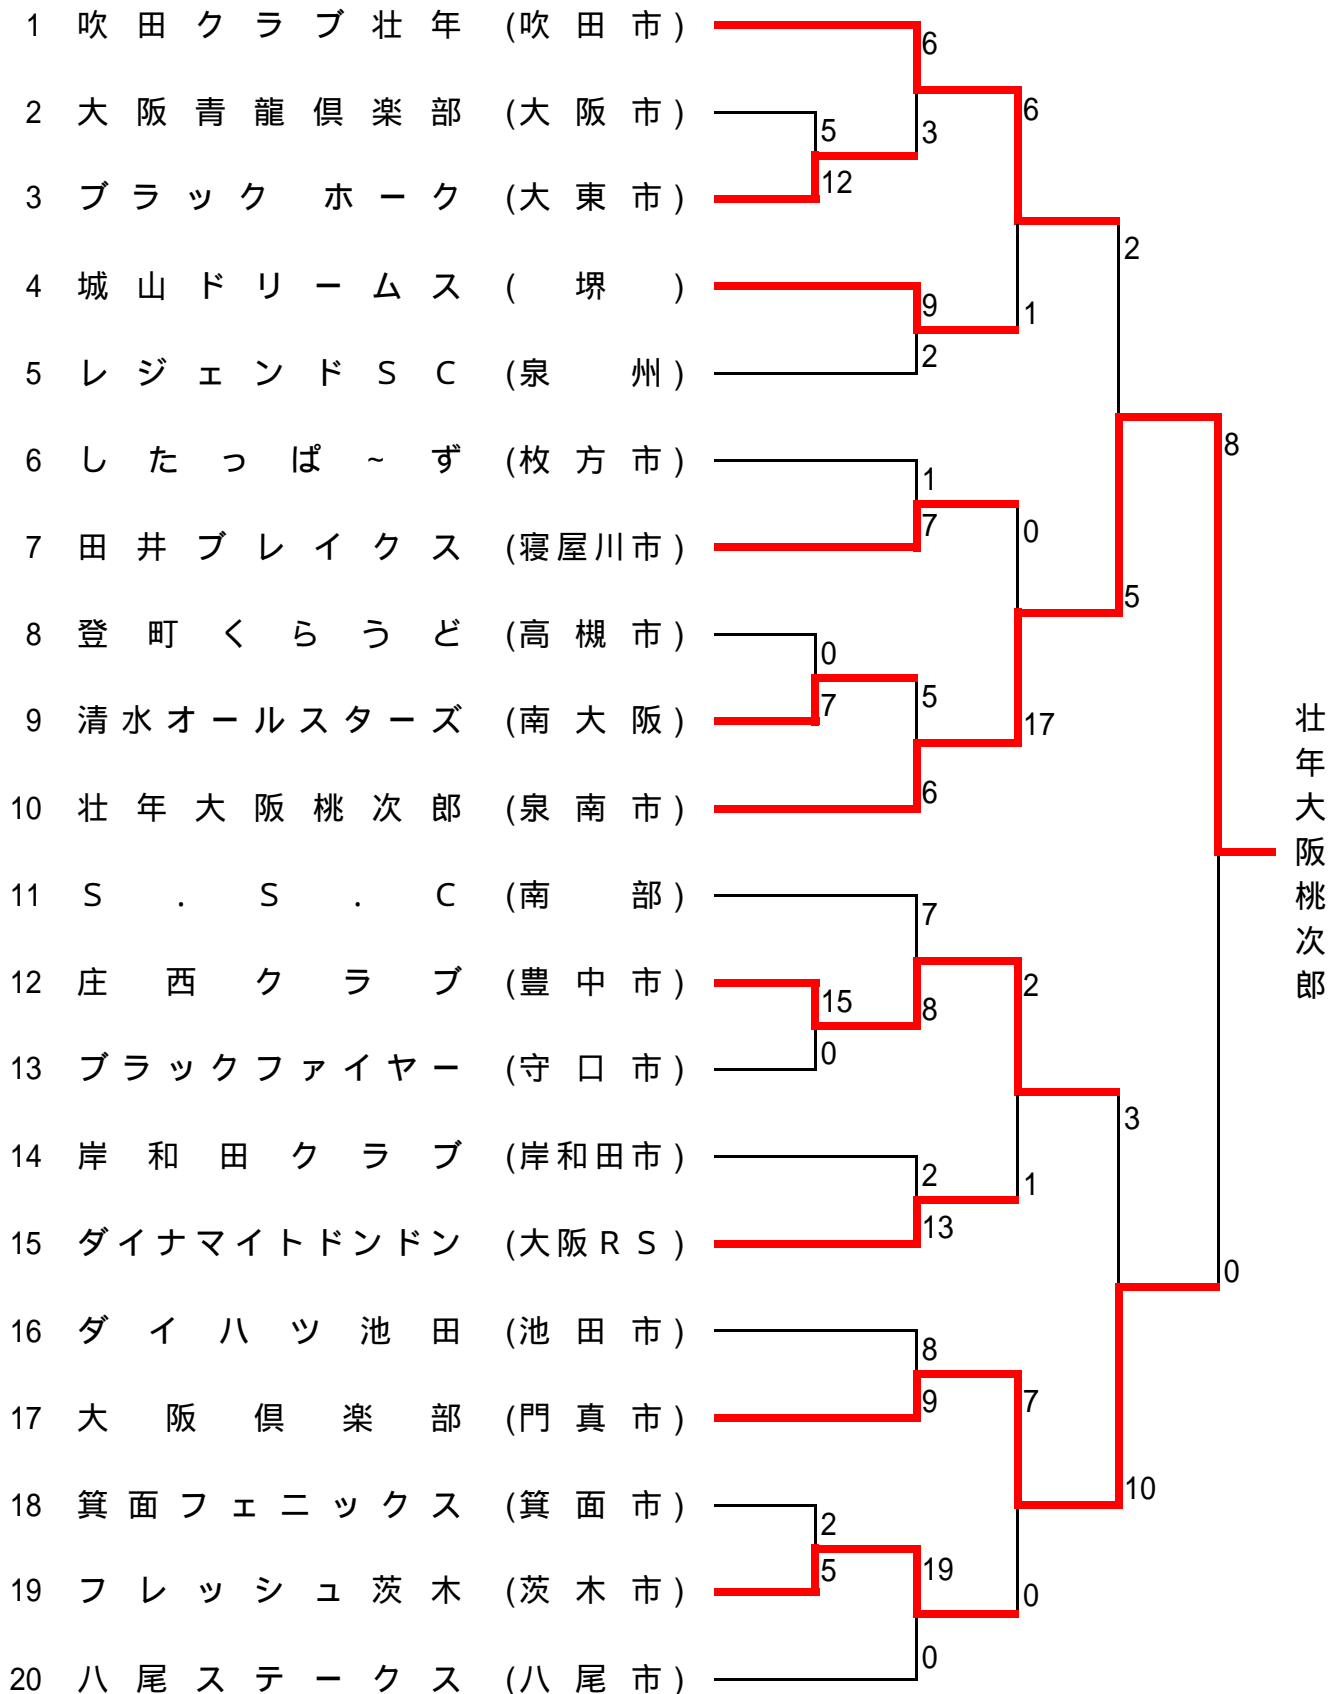 1 吹田クラブ壮年 (吹田市)
6
2 大阪青龍倶楽部 (大阪市)
6
5
3
3 ブラック ホーク (大東市)
12
2
4 城山ドリームス (堺)
9
1
5 レジェンドSC (泉州)
2
6 したっぱ~ず (枚方市)
8
1
7 田井ブレイクス (寝屋川市)
7
0
5
8 登町くらうど (高槻市)
0
9 清水オールスターズ (南大阪)
7
5
17
10 壮年大阪桃次郎 (泉南市)
6
壮年大阪桃次郎
11 S.S.C (南部)
7
12 庄西クラブ (豊中市)
15
8
2
13 ブラックファイヤー (守口市)
0
3
14 岸和田クラブ (岸和田市)
2
1
15 ダイナマイトドンドン (大阪RS)
13
0
16 ダイハツ池田 (池田市)
8
17 大阪倶楽部 (門真市)
9
7
10
18 箕面フェニックス (箕面市)
2
19 フレッシュ茨木 (茨木市)
5
19
0
20 八尾ステークス (八尾市)
0